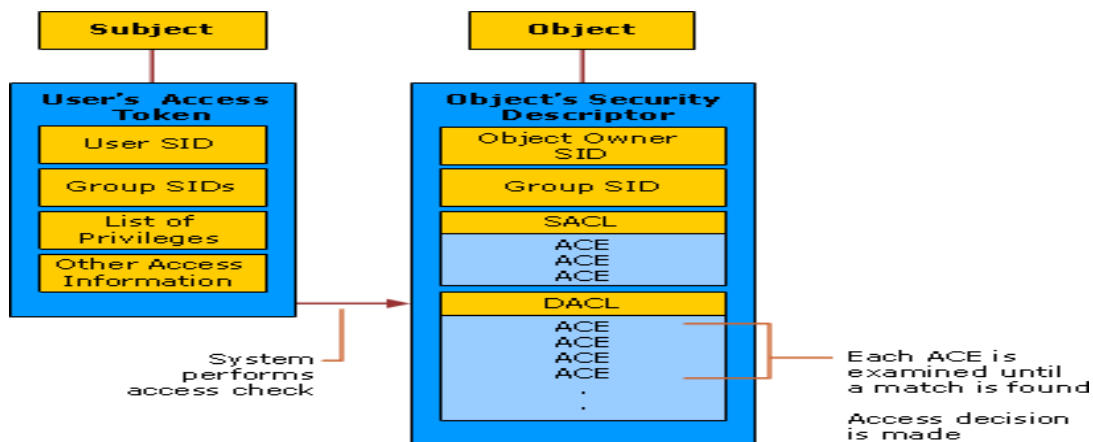 Subject
User's Access
Token
User SID
Group SIDs
List of
Privileges
Other Access
Information
System
performs
access check
Object
Object's Security
Descriptor
Object Owner
SID
Group SID
SACL
ACE
ACE
ACE
DACL
ACE
ACE
ACE
ACE
.
.
Each ACE is
examined until
a match is found
Access decision
is made